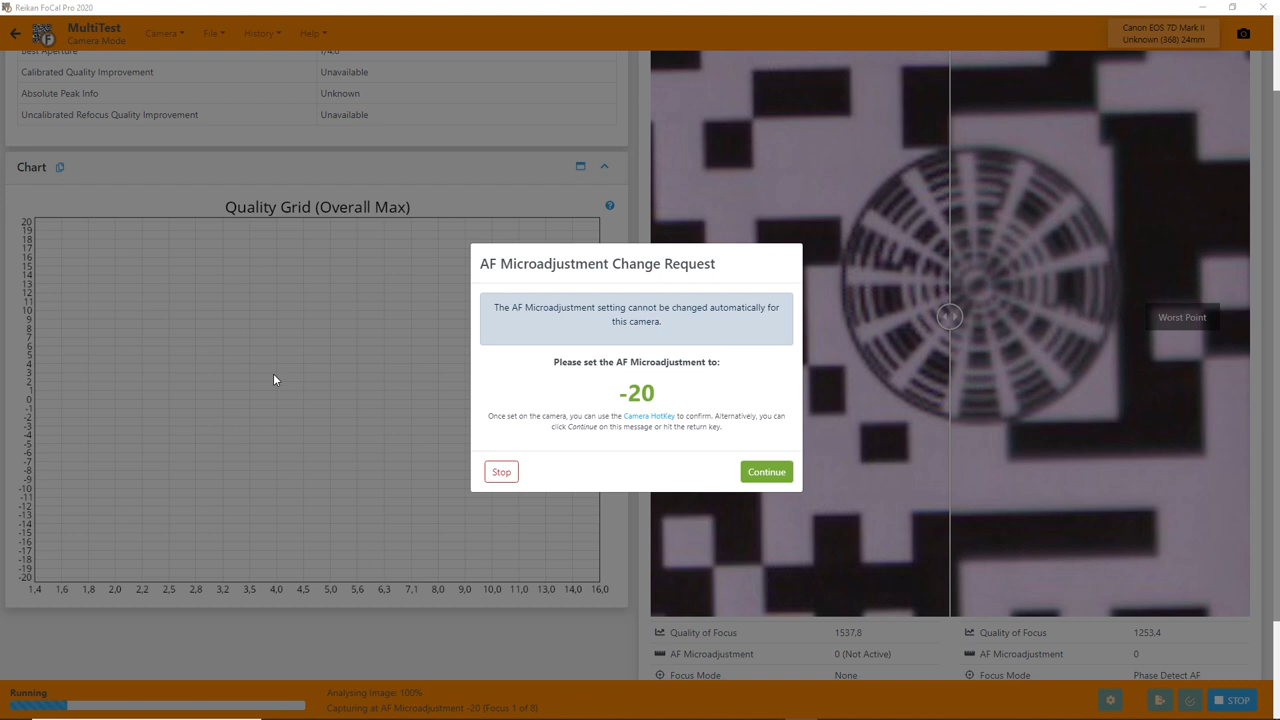 Reikan FoCal Pro 2020
MultiTest
Camera Mode
Camera
File
History
Help
Canon EOS 7D Mark II
Unknown (368) 24mm
Best Aperture
f/4.0
Calibrated Quality Improvement
Unavailable
Absolute Peak Info
Unknown
Uncalibrated Refocus Quality Improvement
Unavailable
Chart
Quality Grid (Overall Max)
20
19
18
17
16
15
14
13
12
11
10
9
8
7
6
5
4
3
2
1
0
-1
-2
-3
-4
-5
-6
-7
-8
-9
-10
-11
-12
-13
-14
-15
-16
-17
-18
-19
-20
1,4 1,6 1,8 2,0 2,2 2,5 2,8 3,2 3,5 4,0 4,5 5,0 5,6 6,3 7,1 8,0 9,0 10,0 11,0 13,0 14,0 16,0
AF Microadjustment Change Request
The AF Microadjustment setting cannot be changed automatically for
this camera.
Please set the AF Microadjustment to:
-20
Once set on the camera, you can use the Camera HotKey to confirm. Alternatively, you can
click Continue on this message or hit the return key.
Stop
Continue
Worst Point
Quality of Focus 1537,8
AF Microadjustment 0 (Not Active)
Focus Mode None
Quality of Focus 1253,4
AF Microadjustment 0
Focus Mode Phase Detect AF
Running
Analysing Image: 100%
Capturing at AF Microadjustment -20 (Focus 1 of 8)
STOP